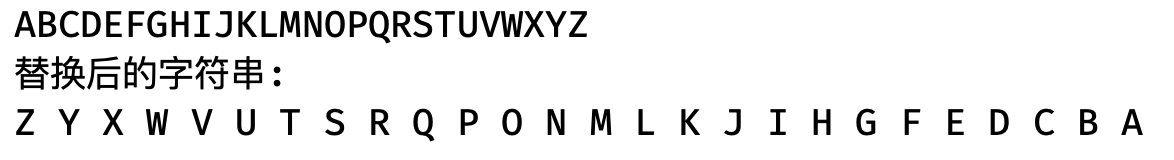 ABCDEFGHIJKLMNOPQRSTUVWXYZ
替换后的字符串:
Z Y X W V U T S R Q P O N M L K J I H G F E D C B A